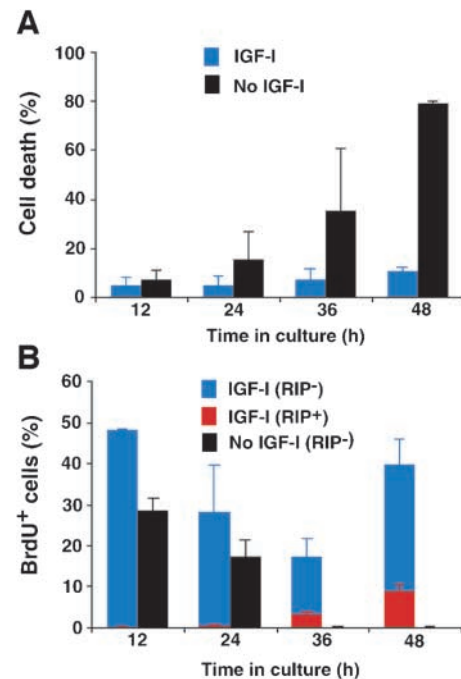 A
100
80
60
40
20
0
Cell death (%)
IGF-I
No IGF-I
12 24 36 48
Time in culture (h)
B
60
50
40
30
20
10
0
BrdU+ cells (%)
IGF-I (RIP-)
IGF-I (RIP+)
No IGF-I (RIP-)
12 24 36 48
Time in culture (h)